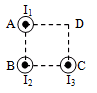 I₁
A D
B C
I₂ I₃